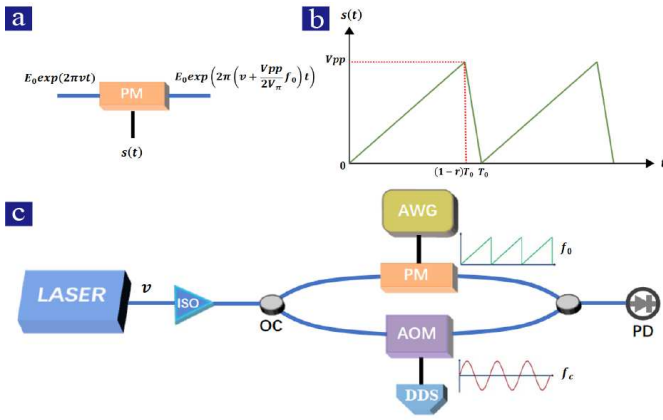 a
E₀exp(2πνt)
PM
E₀exp(2π(ν+Vpp/2Vπ f₀)t)
s(t)
b
s(t)
Vpp
0
(1−r)T₀ T₀
t
c
AWG
f₀
LASER
ν
ISO
OC
PM
AOM
PD
DDS
f_c